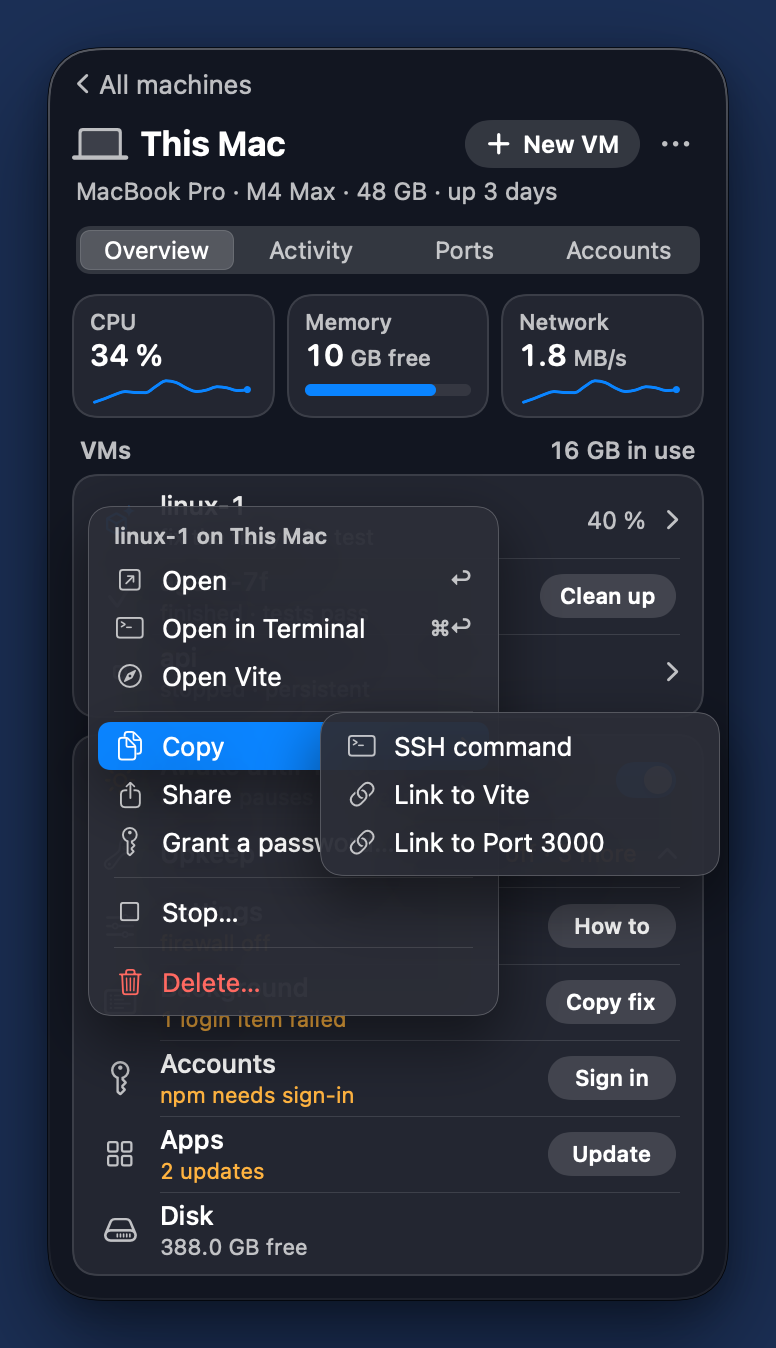 All machines
This Mac
New VM
MacBook Pro · M4 Max · 48 GB · up 3 days
Overview
Activity
Ports
Accounts
CPU
34 %
Memory
10 GB free
Network
1.8 MB/s
VMs
16 GB in use
linux-1
40 %
linux-1 on This Mac
Open
Open in Terminal ⌘↩
Open Vite
Clean up
Copy
Share
Grant a passwo
SSH command
Link to Vite
Link to Port 3000
Stop…
Delete…
How to
1 login item failed
Copy fix
Accounts
npm needs sign-in
Sign in
Apps
2 updates
Update
Disk
388.0 GB free